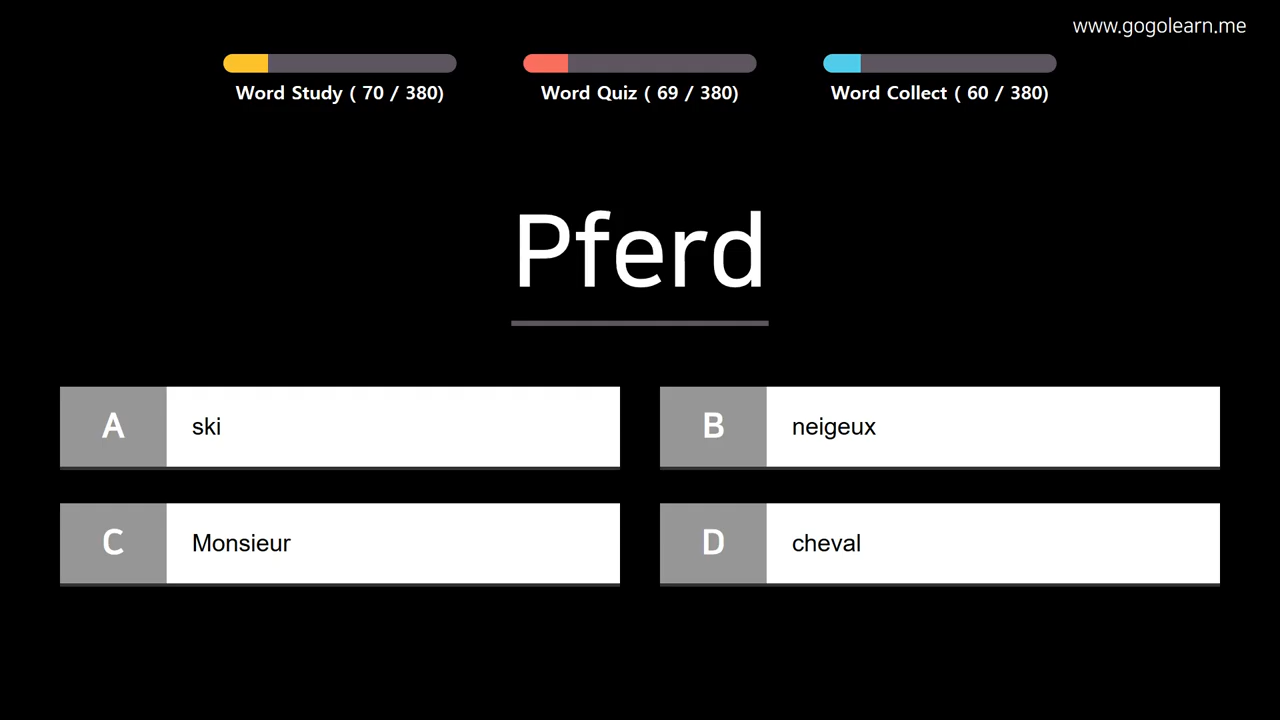 www.gogolearn.me
Word Study ( 70 / 380)
Word Quiz ( 69 / 380)
Word Collect ( 60 / 380)
Pferd
A ski
B neigeux
C Monsieur
D cheval